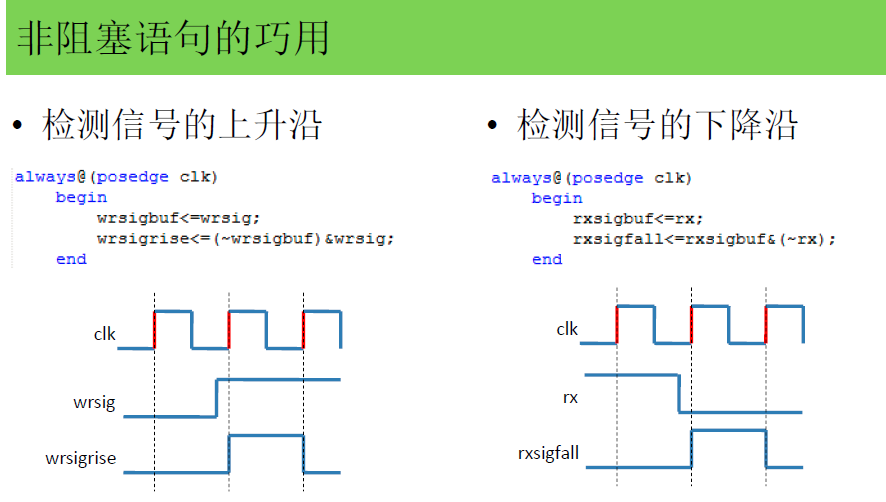 非阻塞语句的巧用
• 检测信号的上升沿
always@(posedge clk)
begin
wrsigbuf<=wrsig;
wrsigrise<=(~wrsigbuf)&wrsig;
end
clk
wrsig
wrsigrise
• 检测信号的下降沿
always@(posedge clk)
begin
rxsigbuf<=rx;
rxsigfall<=rxsigbuf&(~rx);
end
clk
rx
rxsigfall